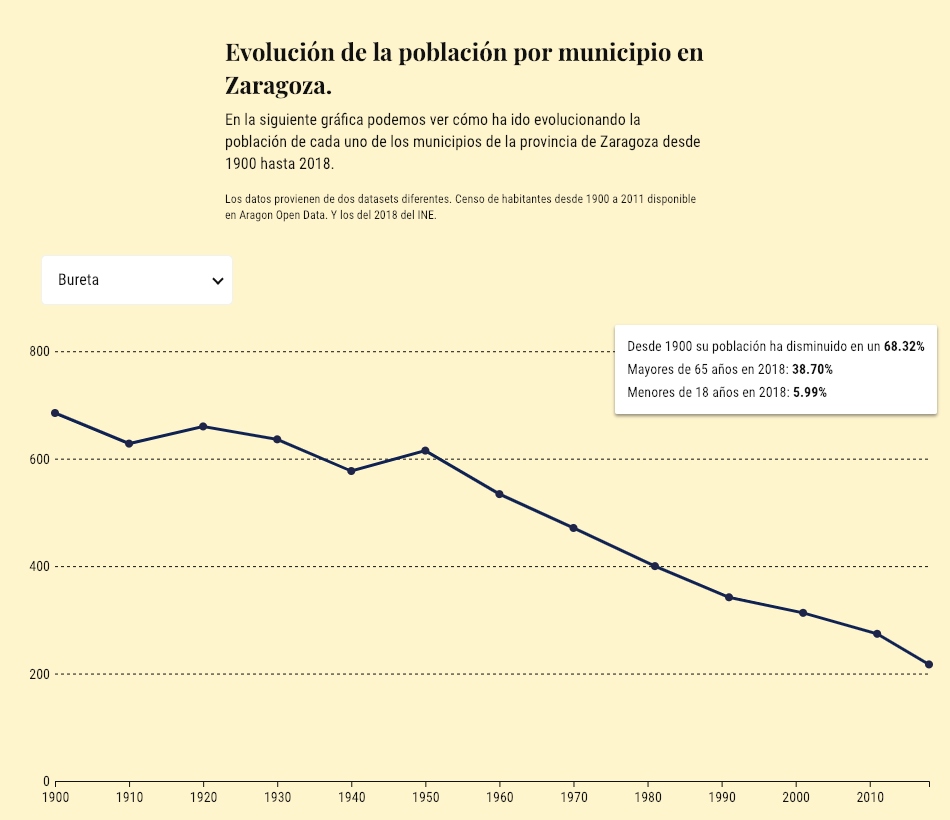 Evolución de la población por municipio en
Zaragoza.
En la siguiente gráfica podemos ver cómo ha ido evolucionando la
población de cada uno de los municipios de la provincia de Zaragoza desde
1900 hasta 2018.
Los datos provienen de dos datasets diferentes. Censo de habitantes desde 1900 a 2011 disponible
en Aragon Open Data. Y los del 2018 del INE.
Bureta
Desde 1900 su población ha disminuido en un 68.32%
Mayores de 65 años en 2018: 38.70%
Menores de 18 años en 2018: 5.99%
800
600
400
200
0
1900 1910 1920 1930 1940 1950 1960 1970 1980 1990 2000 2010